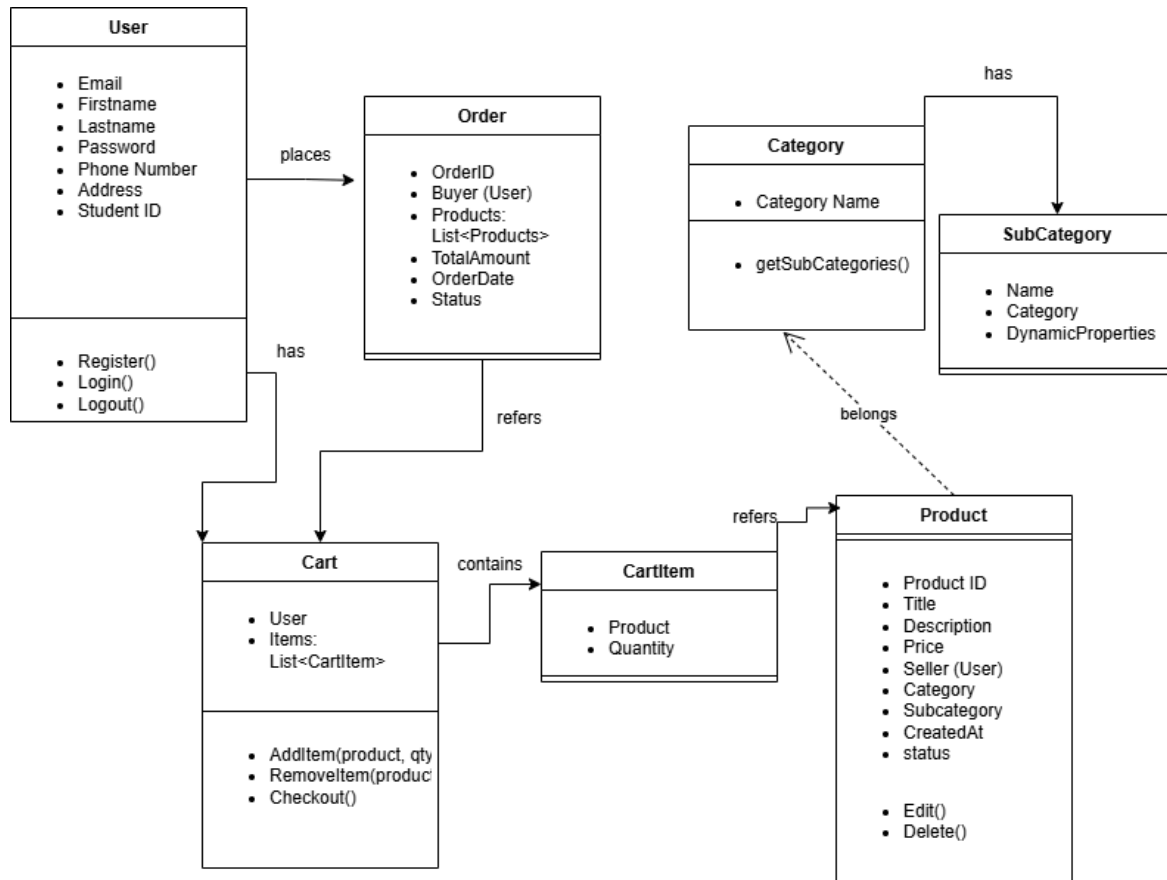 User
Email
Firstname
Lastname
Password
Phone Number
Address
Student ID
Register()
Login()
Logout()
places
has
Order
OrderID
Buyer (User)
Products:
List<Products>
TotalAmount
OrderDate
Status
refers
has
Category
Category Name
getSubCategories()
SubCategory
Name
Category
DynamicProperties
belongs
Cart
User
Items:
List<CartItem>
AddItem(product, qty
RemoveItem(product
Checkout()
contains
CartItem
Product
Quantity
refers
Product
Product ID
Title
Description
Price
Seller (User)
Category
Subcategory
CreatedAt
status
Edit()
Delete()